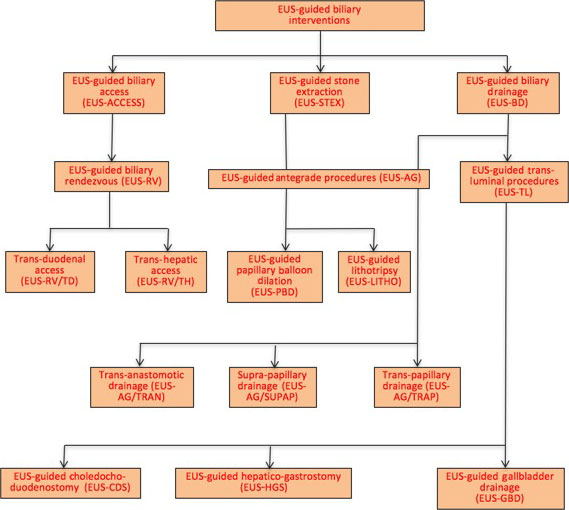 EUS-guided biliary
interventions
EUS-guided biliary
access
(EUS-ACCESS)
EUS-guided stone
extraction
(EUS-STEX)
EUS-guided biliary
drainage
(EUS-BD)
EUS-guided biliary
rendezvous (EUS-RV)
EUS-guided antegrade procedures (EUS-AG)
EUS-guided trans-
luminal procedures
(EUS-TL)
Trans-duodenal
access
(EUS-RV/TD)
Trans-hepatic
access
(EUS-RV/TH)
EUS-guided
papillary balloon
dilation
(EUS-PBD)
EUS-guided
lithotripsy
(EUS-LITHO)
Trans-anastomotic
drainage (EUS-
AG/TRAN)
Supra-papillary
drainage (EUS-
AG/SUPAP)
Trans-papillary
drainage (EUS-
AG/TRAP)
EUS-guided choledocho-
duodenostomy (EUS-CDS)
EUS-guided hepatico-gastrostomy
(EUS-HGS)
EUS-guided gallbladder
drainage
(EUS-GBD)